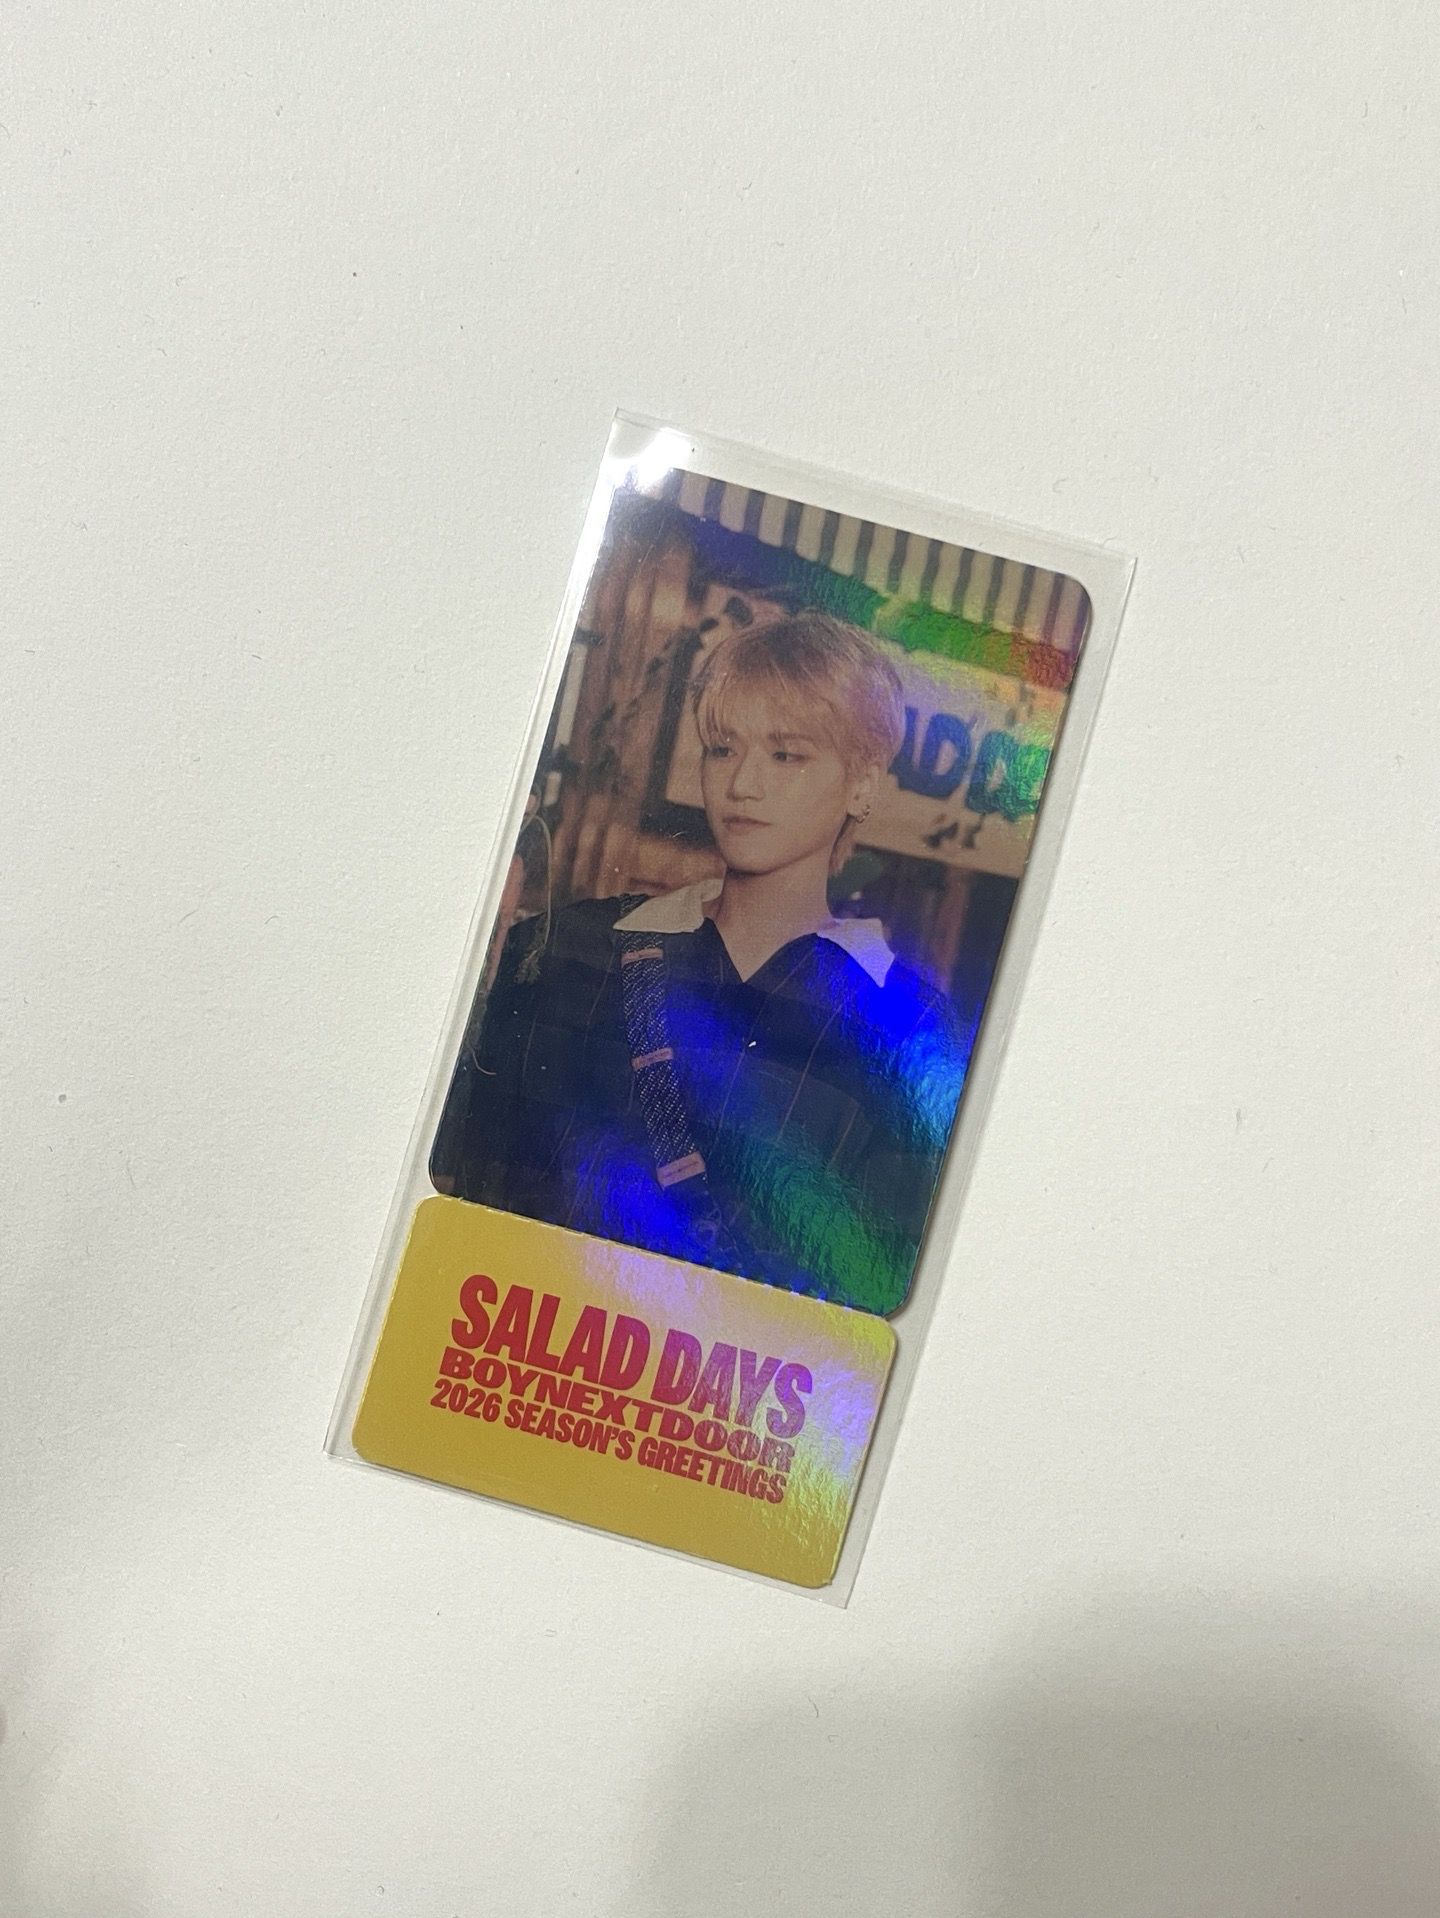 SALAD DAYS
BOYNEXTDOOR
2026 SEASON'S GREETINGS